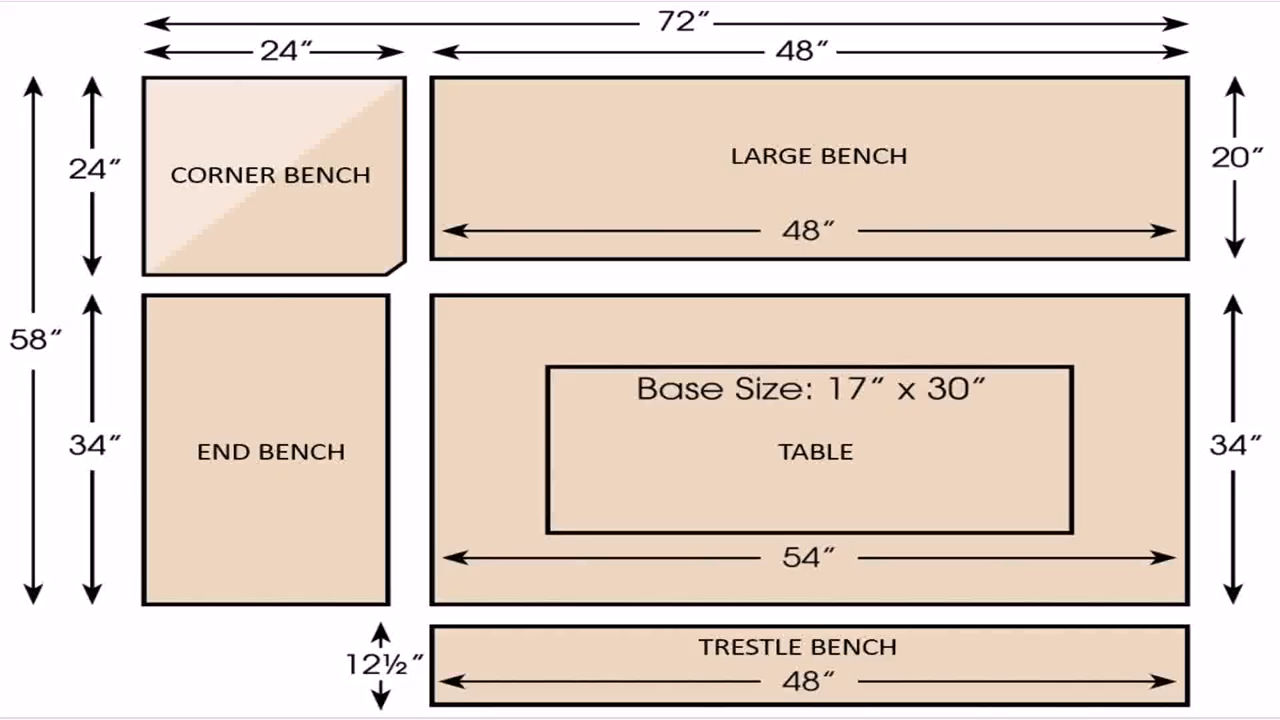 72″
24″
48″
24″
CORNER BENCH
LARGE BENCH
20″
48″
58″
34″
END BENCH
Base Size: 17″ x 30″
TABLE
34″
54″
12½″
TRESTLE BENCH
48″